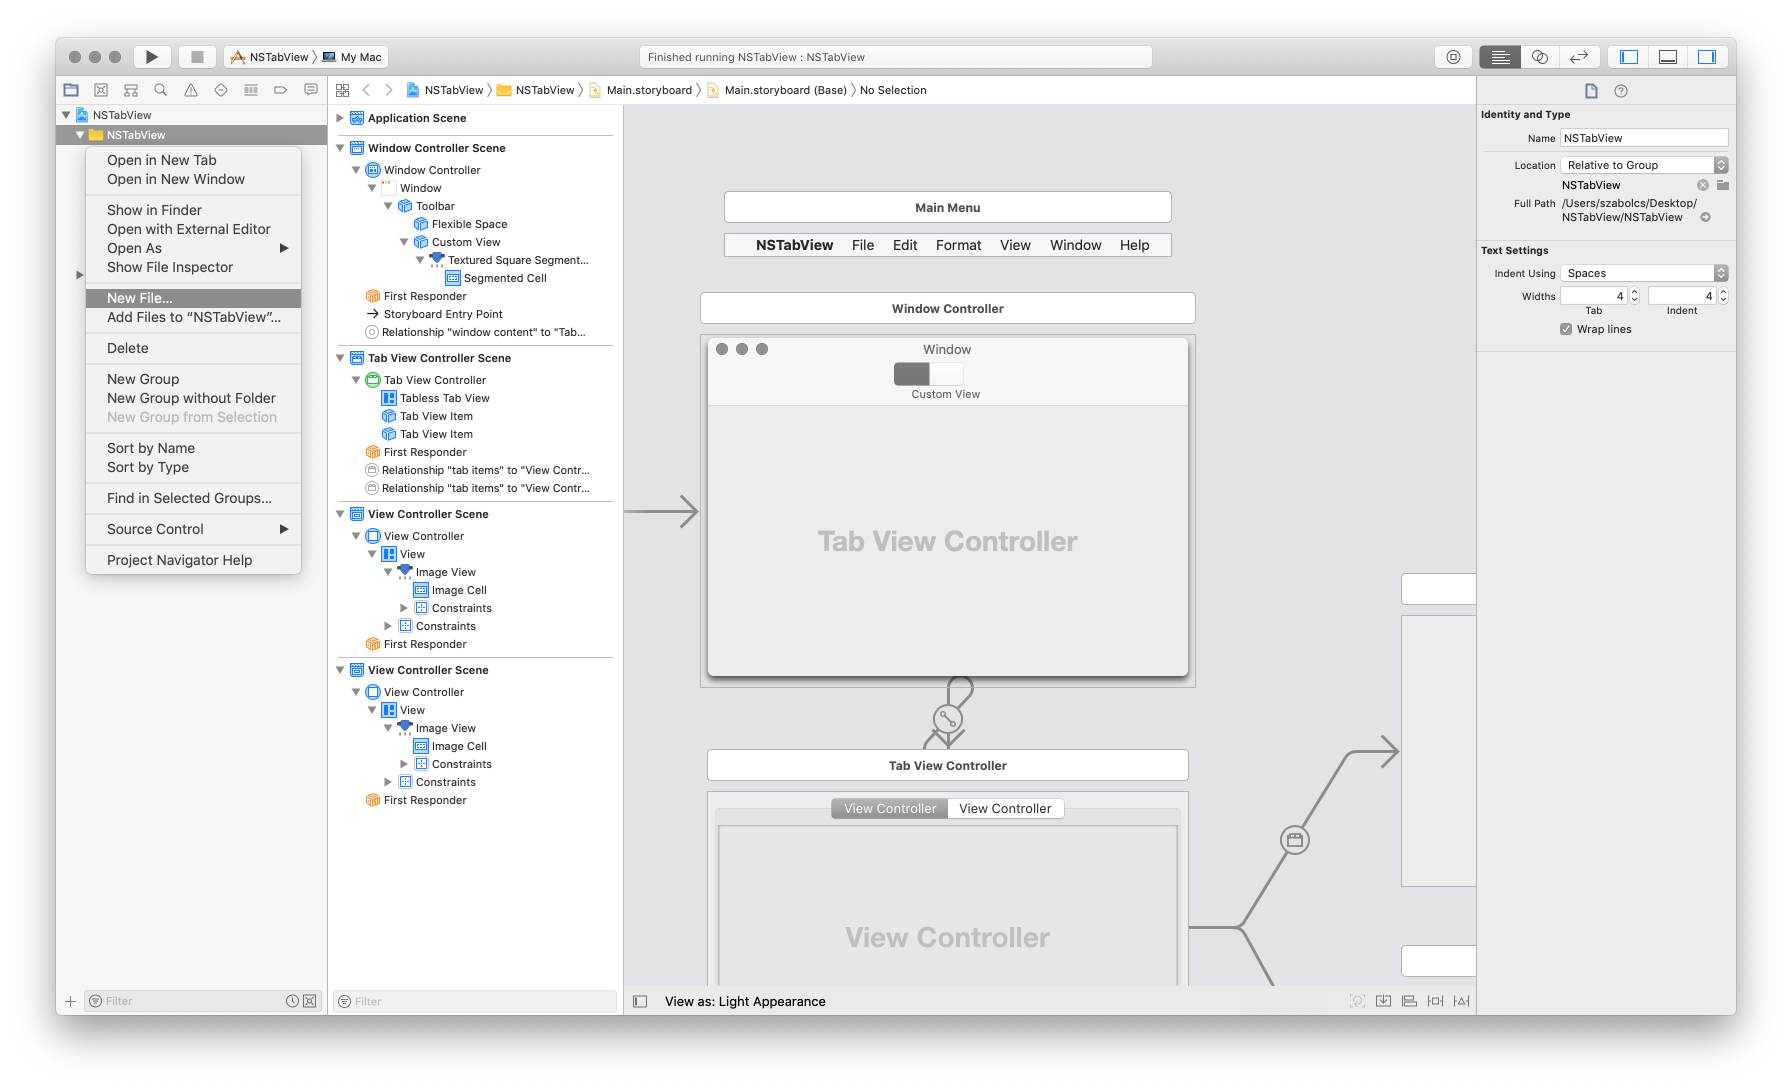 NSTabView
My Mac
Finished running NSTabView : NSTabView
NSTabView
NSTabView
Main.storyboard
Main.storyboard (Base)
No Selection
NSTabView
NSTabView
Open in New Tab
Open in New Window
Show in Finder
Open with External Editor
Open As
Show File Inspector
New File...
Add Files to “NSTabView”...
Delete
New Group
New Group without Folder
New Group from Selection
Sort by Name
Sort by Type
Find in Selected Groups...
Source Control
Project Navigator Help
Filter
Application Scene
Window Controller Scene
Window Controller
Window
Toolbar
Flexible Space
Custom View
Textured Square Segment...
Segmented Cell
First Responder
Storyboard Entry Point
Relationship "window content" to "Tab...
Tab View Controller Scene
Tab View Controller
Tabless Tab View
Tab View Item
Tab View Item
First Responder
Relationship "tab items" to "View Contr...
Relationship "tab items" to "View Contr...
View Controller Scene
View Controller
View
Image View
Image Cell
Constraints
Constraints
First Responder
View Controller Scene
View Controller
View
Image View
Image Cell
Constraints
Constraints
First Responder
Filter
Main Menu
NSTabView File Edit Format View Window Help
Window Controller
Window
Custom View
Tab View Controller
Tab View Controller
View Controller View Controller
View Controller
View as: Light Appearance
Identity and Type
Name NSTabView
Location Relative to Group
NSTabView
Full Path /Users/szabolcs/Desktop/
NSTabView/NSTabView
Text Settings
Indent Using Spaces
Widths 4 4
Tab Indent
Wrap lines